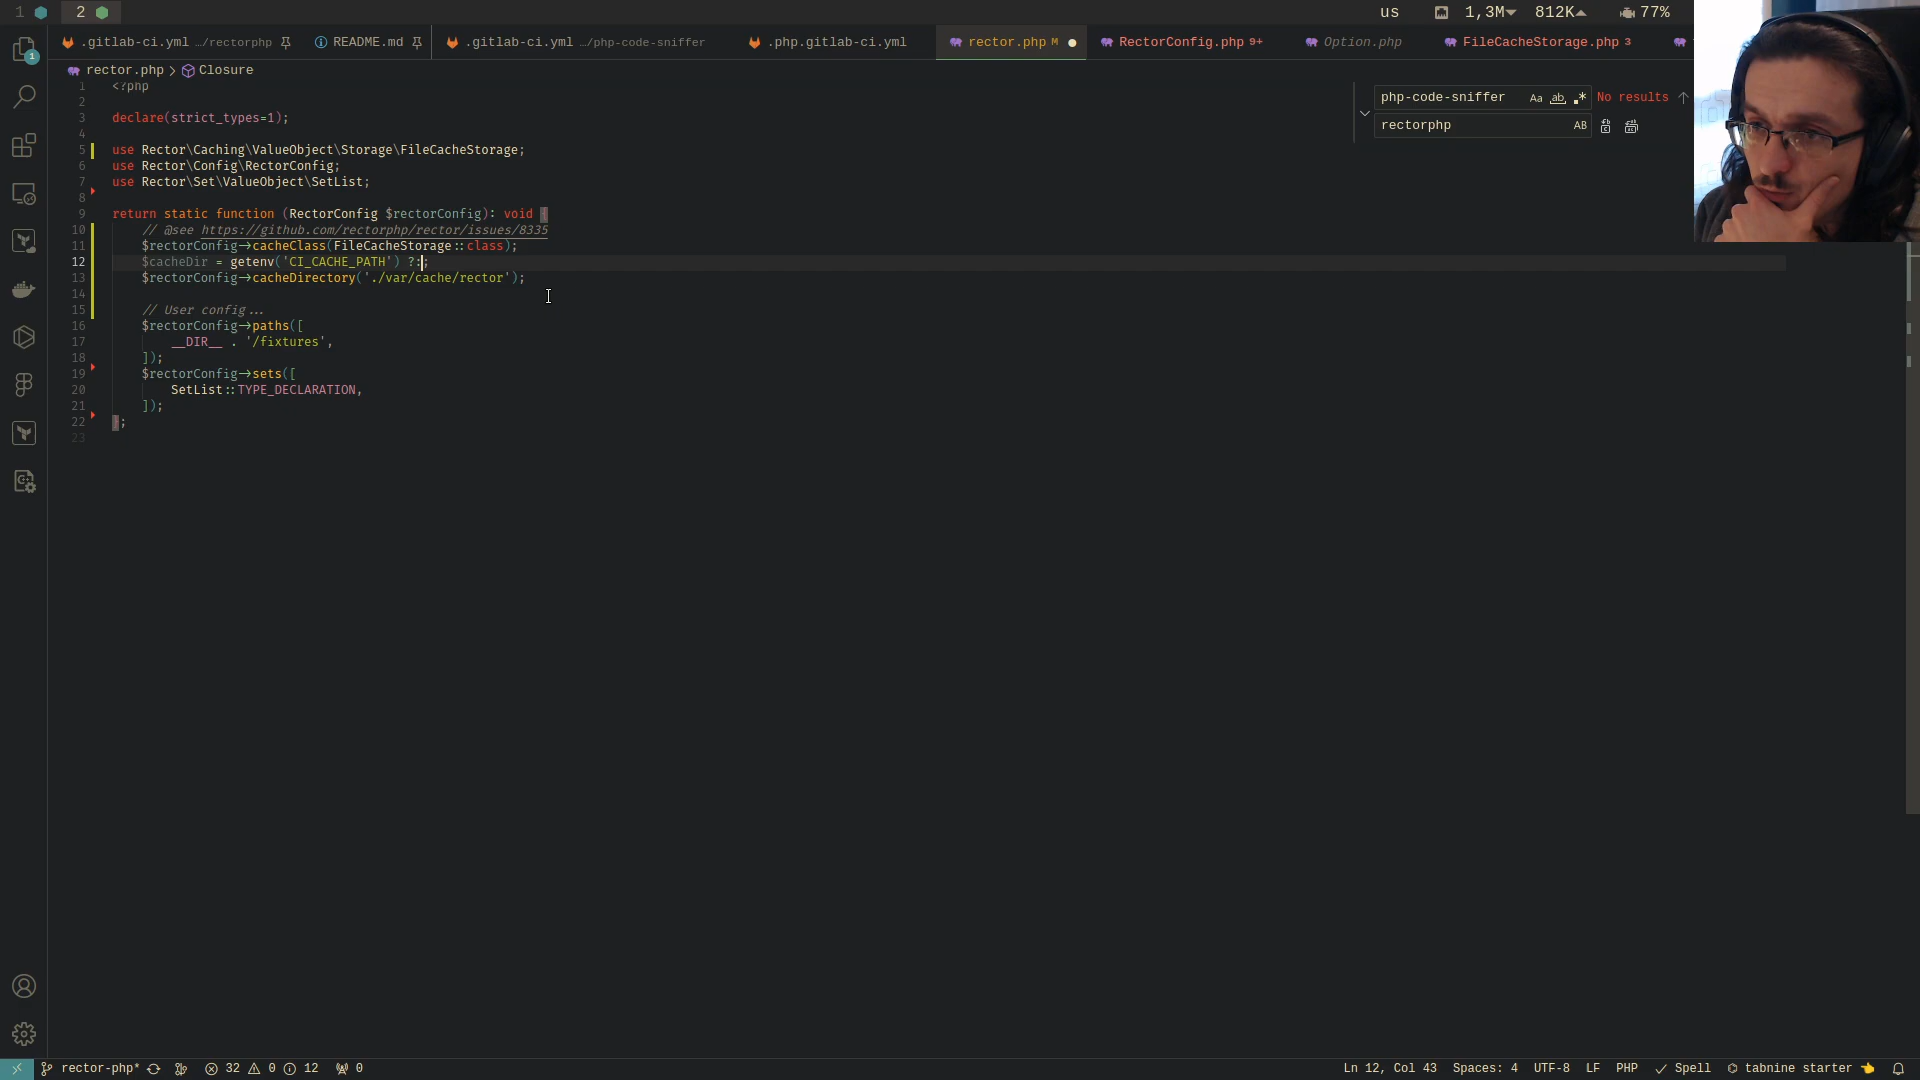 1 2 us 1,3M 812K 77%
.gitlab-ci.yml …/rectorphp README.md .gitlab-ci.yml …/php-code-sniffer .php.gitlab-ci.yml rector.php M RectorConfig.php 9+ Option.php FileCacheStorage.php 3
1
rector.php > Closure
1 <?php
2
3 declare(strict_types=1);
4
5 use Rector\Caching\ValueObject\Storage\FileCacheStorage;
6 use Rector\Config\RectorConfig;
7 use Rector\Set\ValueObject\SetList;
8
9 return static function (RectorConfig $rectorConfig): void {
10 // @see https://github.com/rectorphp/rector/issues/8335
11 $rectorConfig->cacheClass(FileCacheStorage::class);
12 $cacheDir = getenv('CI_CACHE_PATH') ?:;
13 $rectorConfig->cacheDirectory('./var/cache/rector');
14
15 // User config...
16 $rectorConfig->paths([
17 __DIR__ . '/fixtures',
18 ]);
19 $rectorConfig->sets([
20 SetList::TYPE_DECLARATION,
21 ]);
22 };
23
php-code-sniffer Aa ab .* No results
rectorphp AB
rector-php* 32 0 12 0 Ln 12, Col 43 Spaces: 4 UTF-8 LF PHP Spell tabnine starter